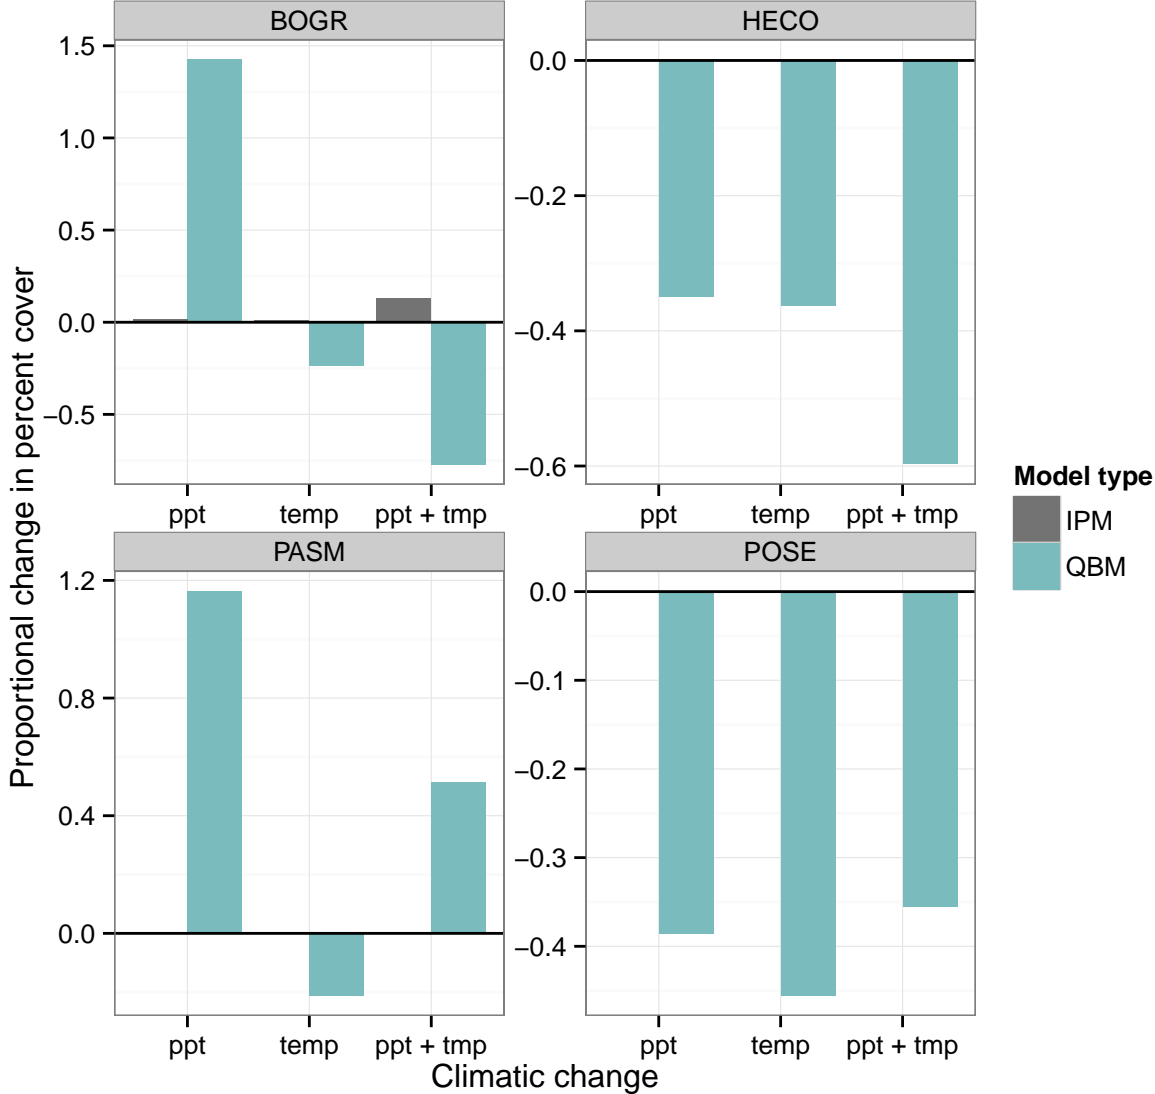 BOGR
HECO
1.5
1.0
0.5
0.0
−0.5
0.0
−0.2
−0.4
−0.6
ppt temp ppt + tmp
ppt temp ppt + tmp
PASM
POSE
1.2
0.8
0.4
0.0
0.0
−0.1
−0.2
−0.3
−0.4
ppt temp ppt + tmp
ppt temp ppt + tmp
Climatic change
Proportional change in percent cover
Model type
IPM
QBM